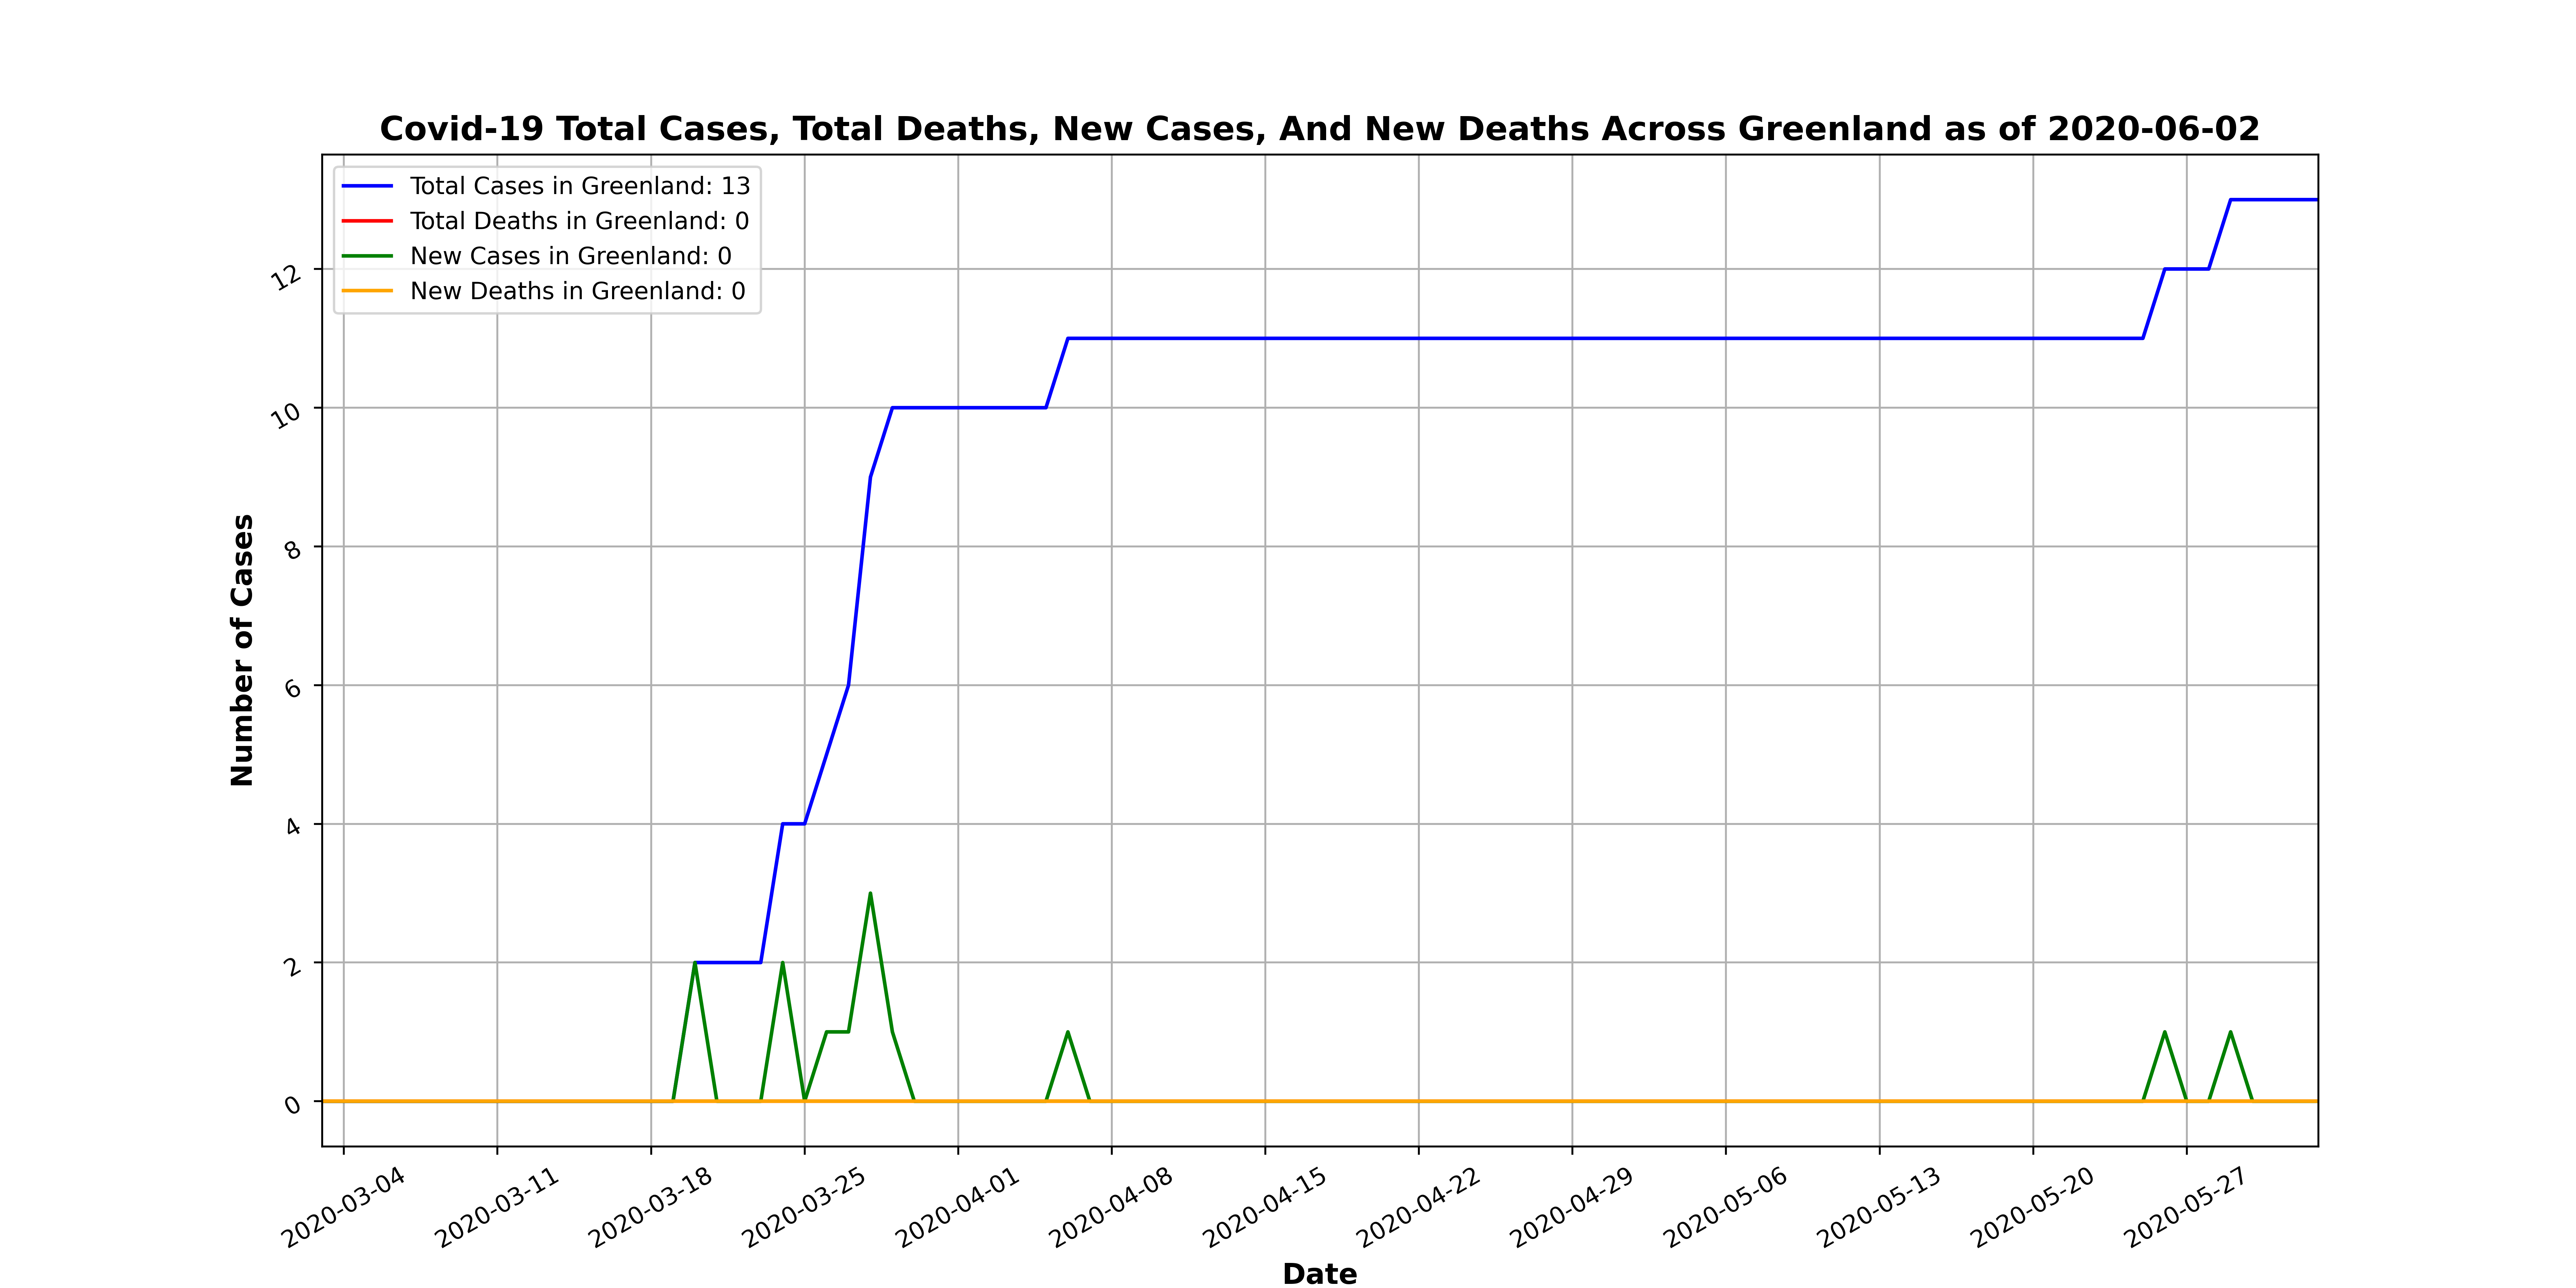 Covid-19 Total Cases, Total Deaths, New Cases, And New Deaths Across Greenland as of 2020-06-02
Total Cases in Greenland: 13
Total Deaths in Greenland: 0
New Cases in Greenland: 0
New Deaths in Greenland: 0
Number of Cases
12
10
8
6
4
2
0
2020-03-04
2020-03-11
2020-03-18
2020-03-25
2020-04-01
2020-04-08
2020-04-15
2020-04-22
2020-04-29
2020-05-06
2020-05-13
2020-05-20
2020-05-27
Date